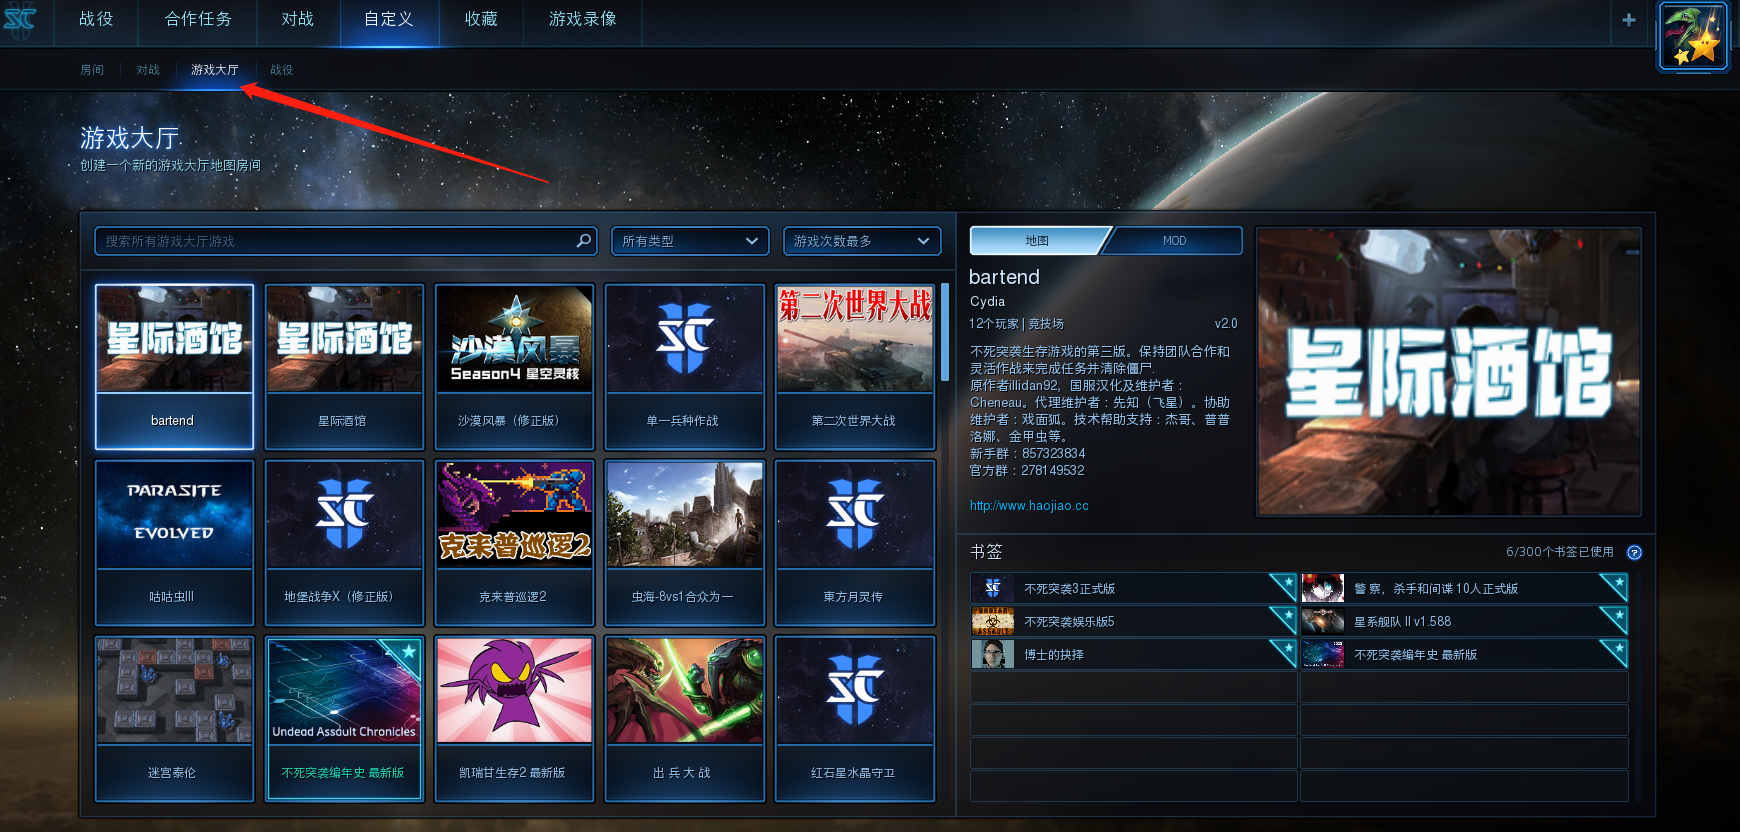 战役
合作任务
对战
自定义
收藏
游戏录像
房间
对战
游戏大厅
战役
游戏大厅
创建一个新的游戏大厅地图房间
搜索所有游戏大厅游戏
所有类型
游戏次数最多
星际酒馆
bartend
星际酒馆
星际酒馆
沙漠风暴
Season4 星空灵核
沙漠风暴（修正版）
单一兵种作战
第二次世界大战
第二次世界大战
PARASITE
EVOLVED
咕咕虫III
地堡战争X（修正版）
克来普巡逻2
克来普巡逻2
虫海-8vs1合众为一
東方月灵传
迷宫泰伦
Undead Assault Chronicles
不死突袭编年史 最新版
凯瑞甘生存2 最新版
出 兵 大 战
红石星水晶守卫
地图
MOD
bartend
Cydia
12个玩家 | 竞技场
v2.0
不死突袭生存游戏的第三版。保持团队合作和
灵活作战来完成任务并清除僵尸.
原作者illidan92，国服汉化及维护者：
Cheneau。代理维护者：先知（飞星）。协助
维护者：戏面狐。技术帮助支持：杰哥、普普
洛娜、金甲虫等。
新手群：857323834
官方群：278149532
http://www.haojiao.cc
星际酒馆
书签
6/300个书签已使用
不死突袭3正式版
警察，杀手和间谍 10人正式版
不死突袭娱乐版5
星系舰队 II v1.588
博士的抉择
不死突袭编年史 最新版